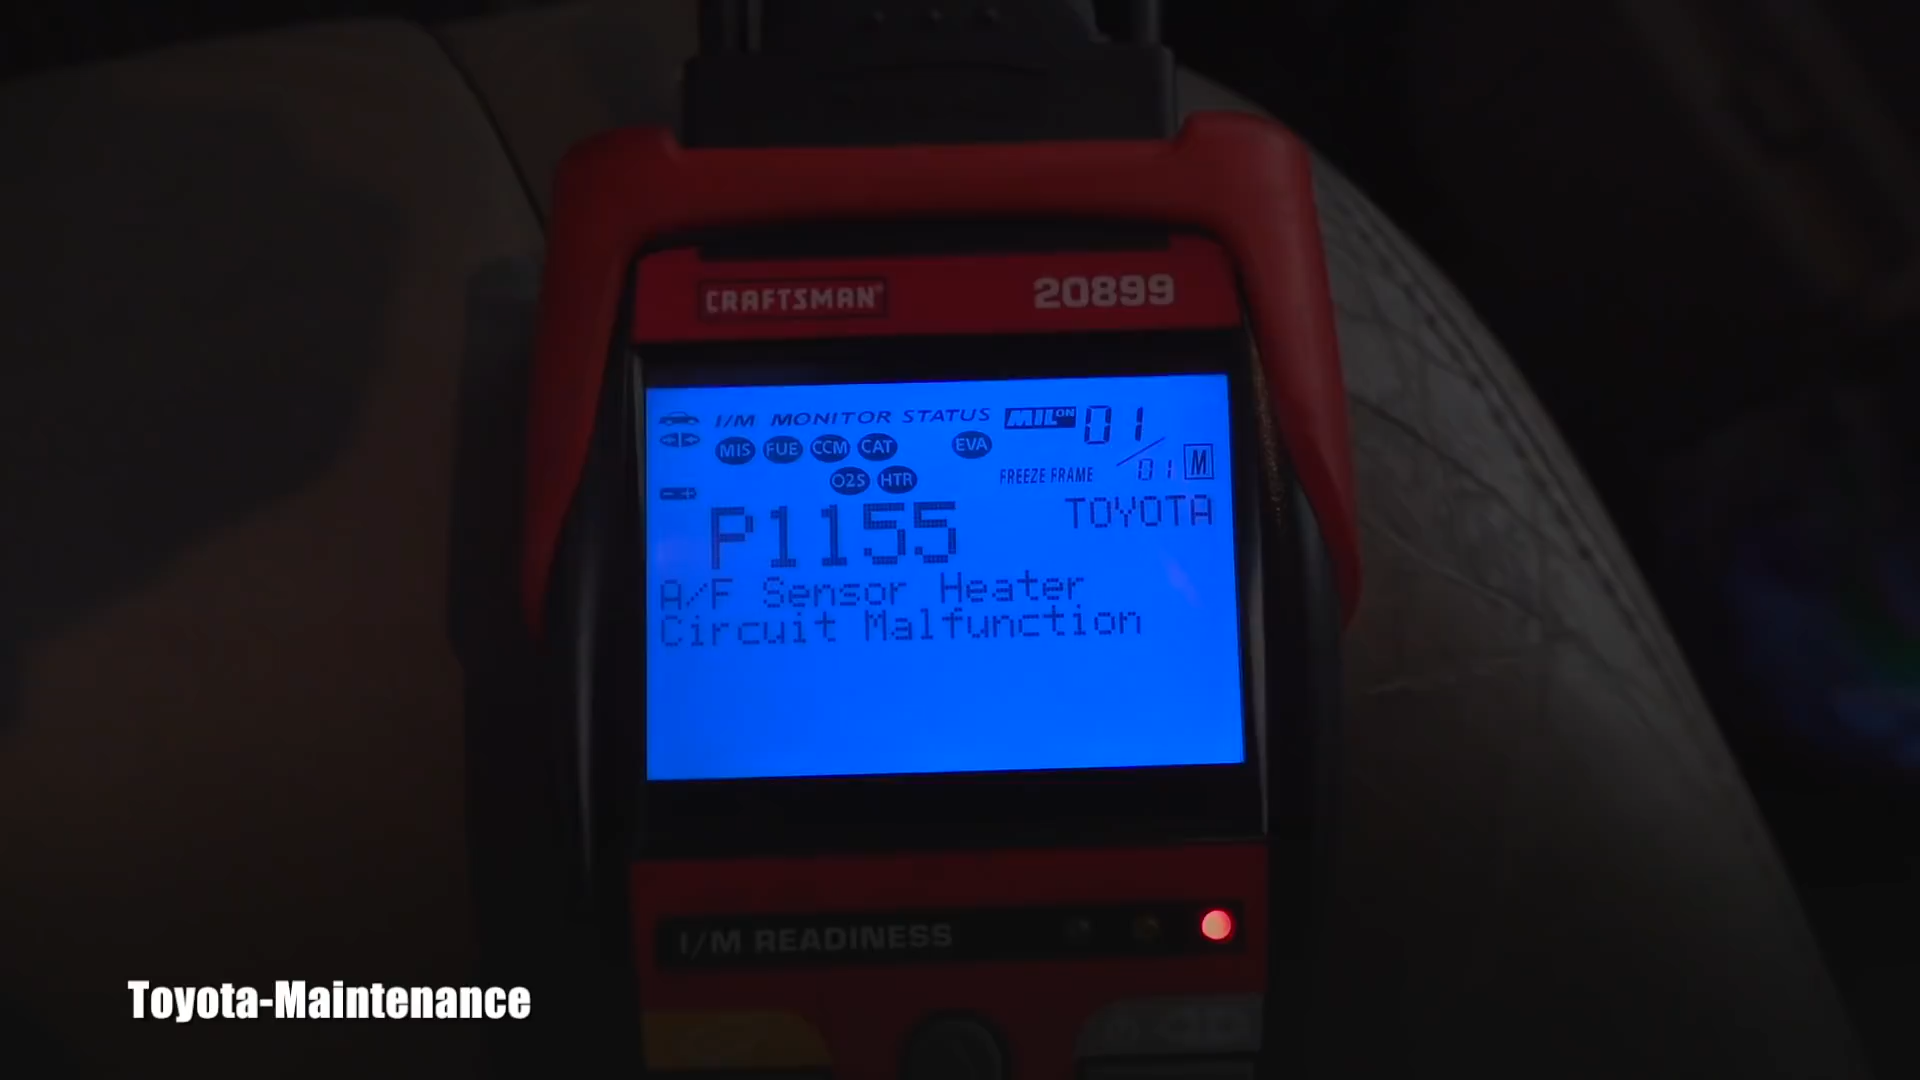 CRAFTSMAN® 20899
I/M MONITOR STATUS MIL ON 01
MIS FUE CCM CAT EVA
FREEZE FRAME 01 M
O2S HTR
P1155 TOYOTA
A/F Sensor Heater
Circuit Malfunction
I/M READINESS
Toyota-Maintenance